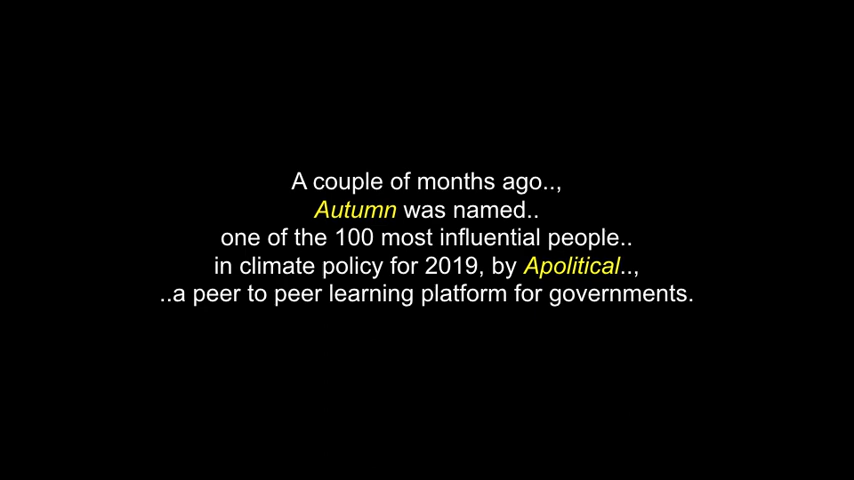 A couple of months ago..,
Autumn was named..
one of the 100 most influential people..
in climate policy for 2019, by Apolitical..,
..a peer to peer learning platform for governments.